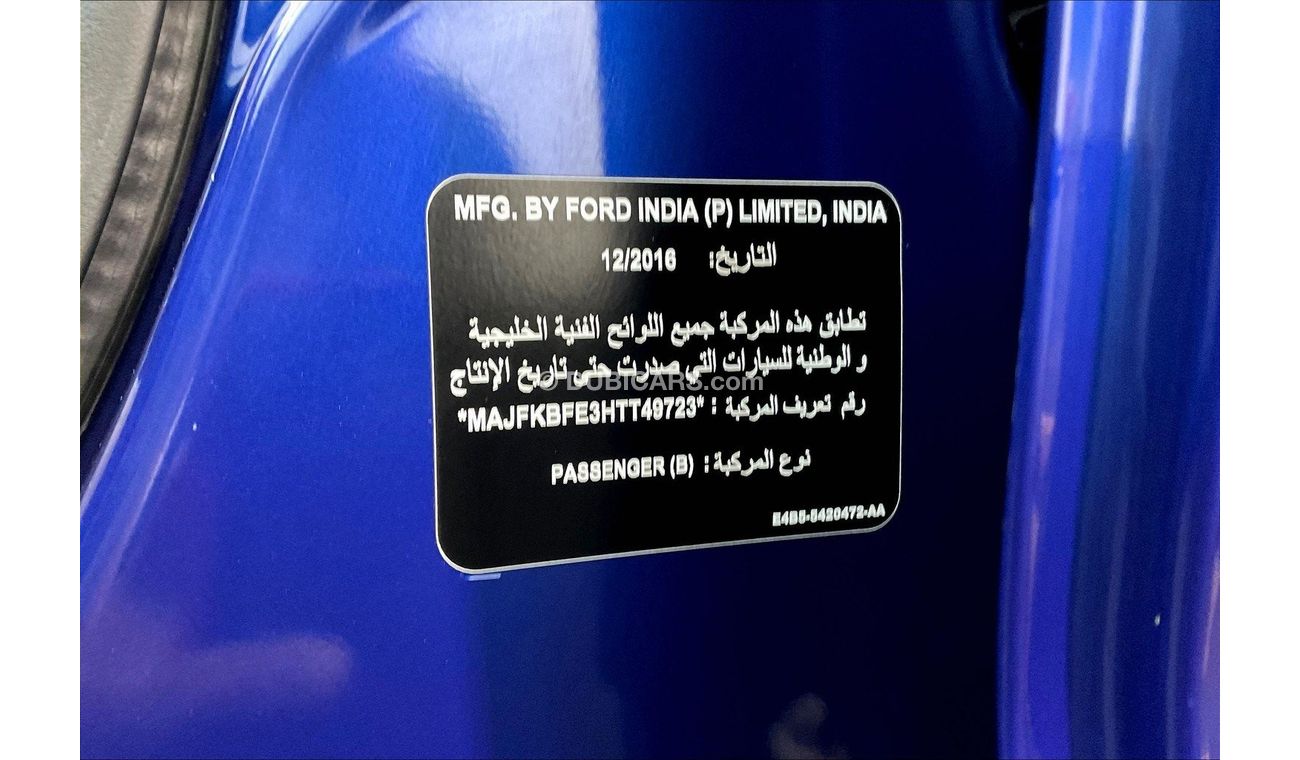 MFG. BY FORD INDIA (P) LIMITED, INDIA
التاريخ: 12/2016
تطابق هذه المركبة جميع اللوائح الفنية الخليجية
و الوطنية للسيارات التي صدرت حتى تاريخ الإنتاج
© DUBICARS.com
رقم تعريف المركبة : *MAJFKBFE3HTT49723*
نوع المركبة : PASSENGER (B)
E4B5-5420472-AA